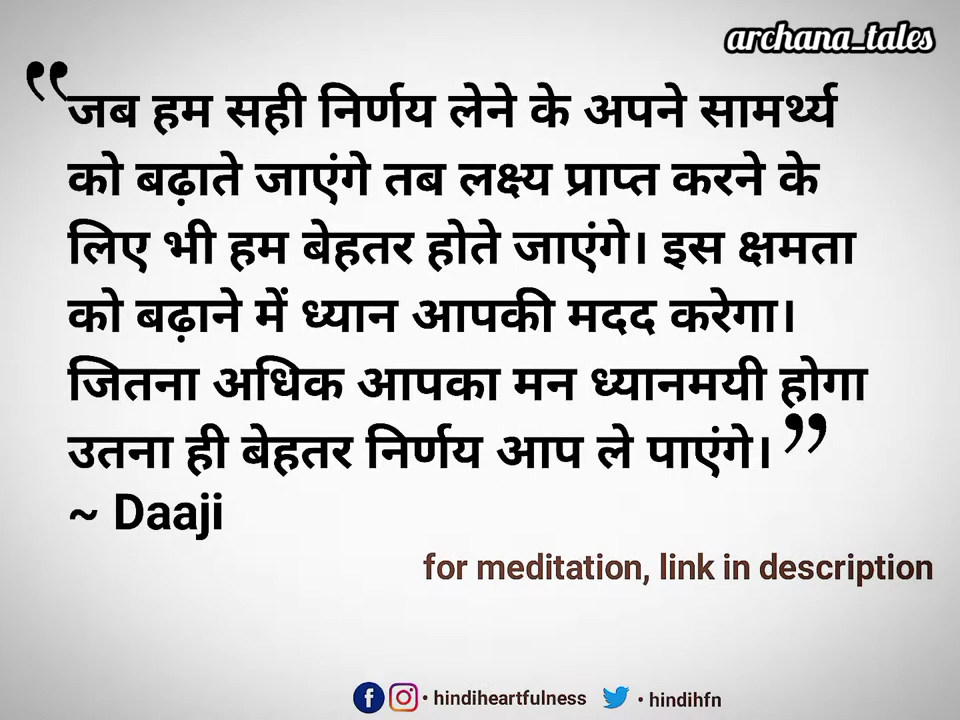 archana_tales
“जब हम सही निर्णय लेने के अपने सामर्थ्य
को बढ़ाते जाएंगे तब लक्ष्य प्राप्त करने के
लिए भी हम बेहतर होते जाएंगे। इस क्षमता
को बढ़ाने में ध्यान आपकी मदद करेगा।
जितना अधिक आपका मन ध्यानमयी होगा
उतना ही बेहतर निर्णय आप ले पाएंगे।”
~ Daaji
for meditation, link in description
• hindiheartfulness • hindihfn